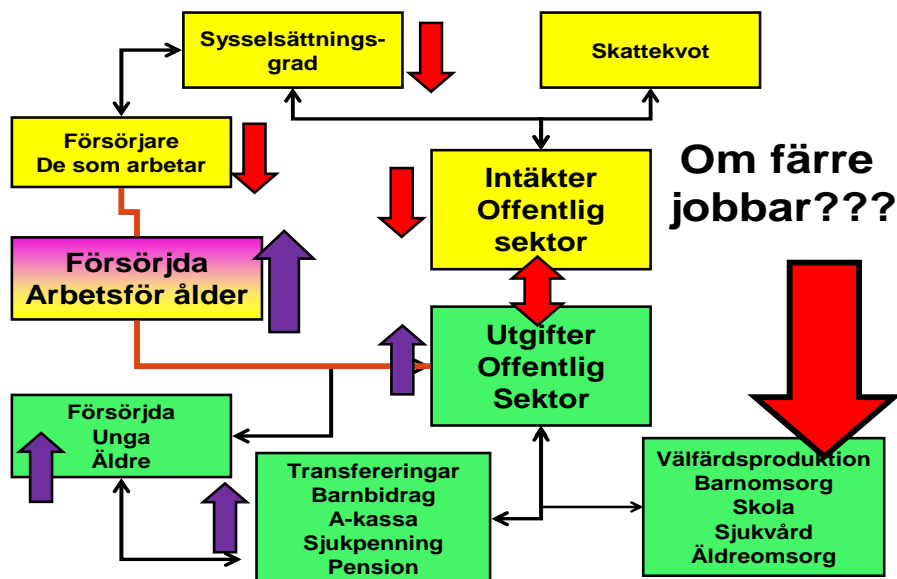 Sysselsättnings-
grad
Skattekvot
Försörjare
De som arbetar
Intäkter
Offentlig
sektor
Om färre
jobbar???
Försörjda
Arbetsför ålder
Utgifter
Offentlig
Sektor
Försörjda
Unga
Äldre
Transfereringar
Barnbidrag
A-kassa
Sjukpenning
Pension
Välfärdsproduktion
Barnomsorg
Skola
Sjukvård
Äldreomsorg